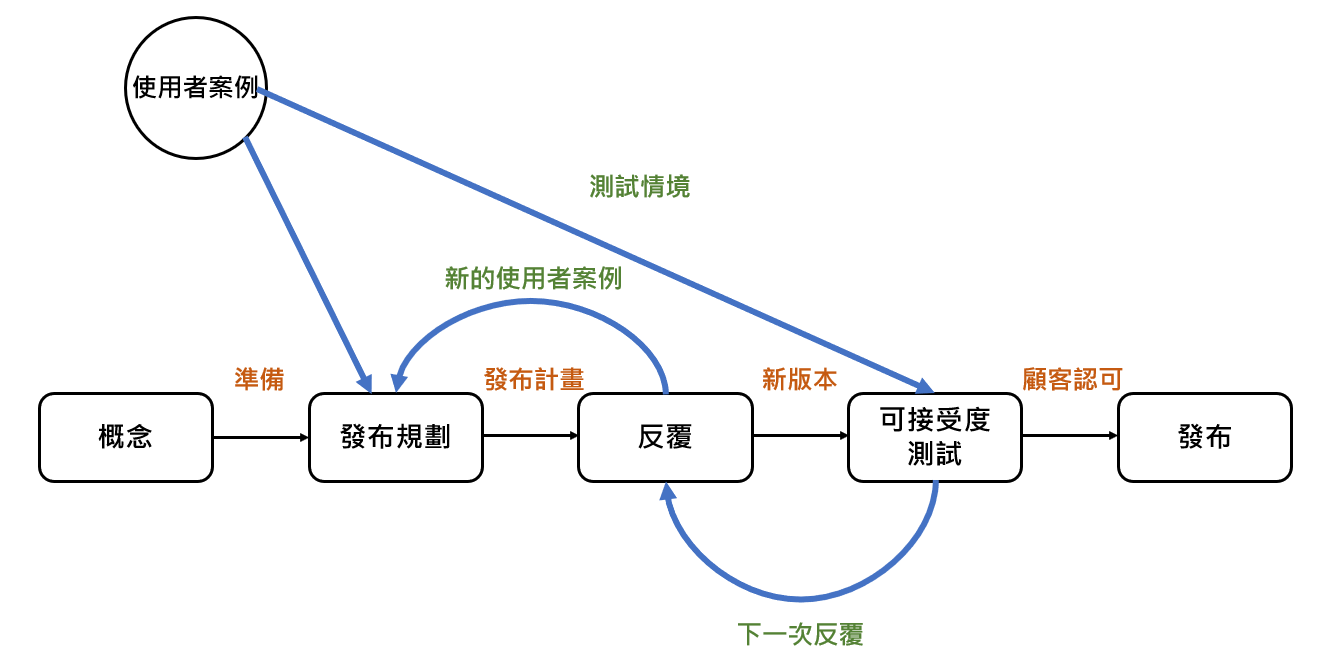 使用者案例
測試情境
新的使用者案例
準備
發布計畫
新版本
顧客認可
概念
發布規劃
反覆
可接受度
測試
發布
下一次反覆